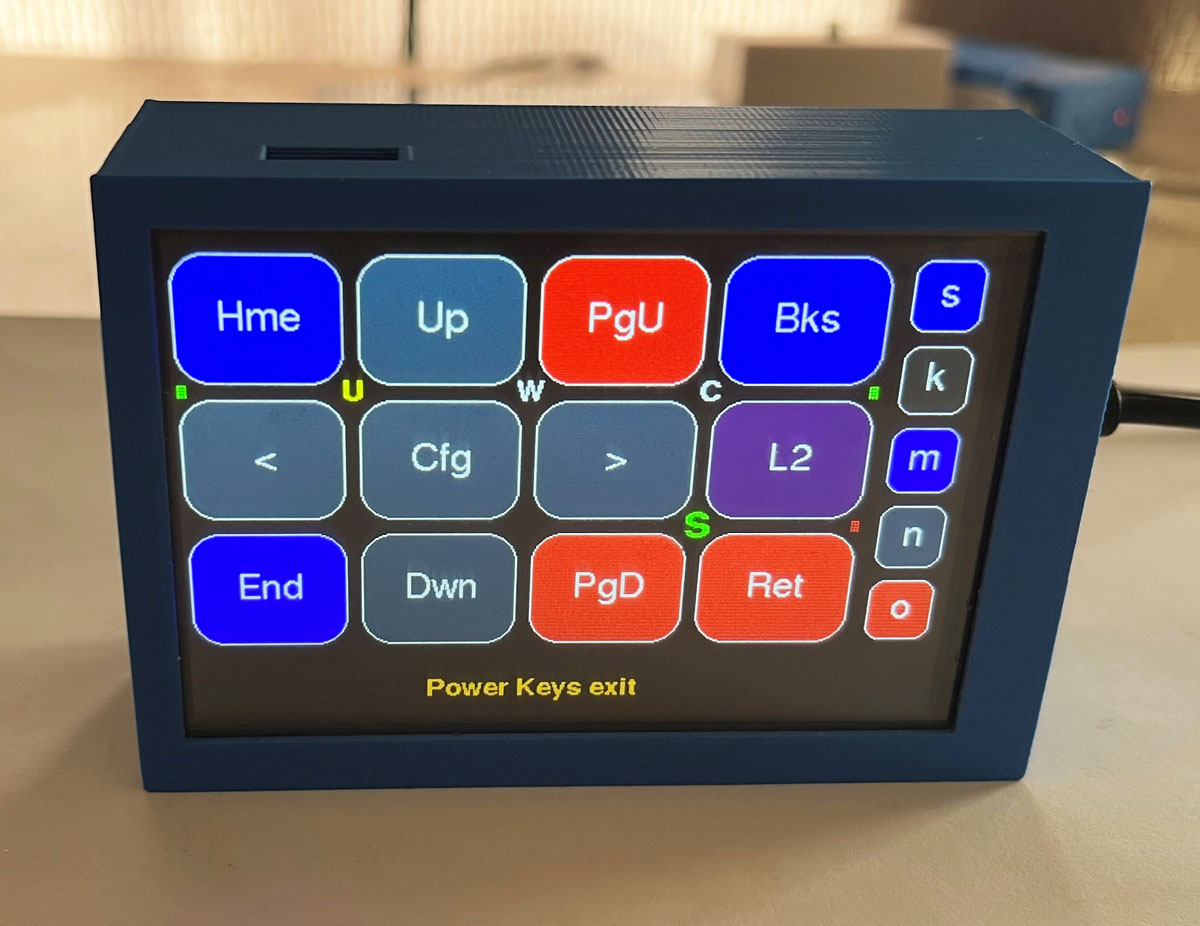 Hme Up PgU Bks s
k
U W C
< Cfg > L2 m
S
n
End Dwn PgD Ret o
Power Keys exit